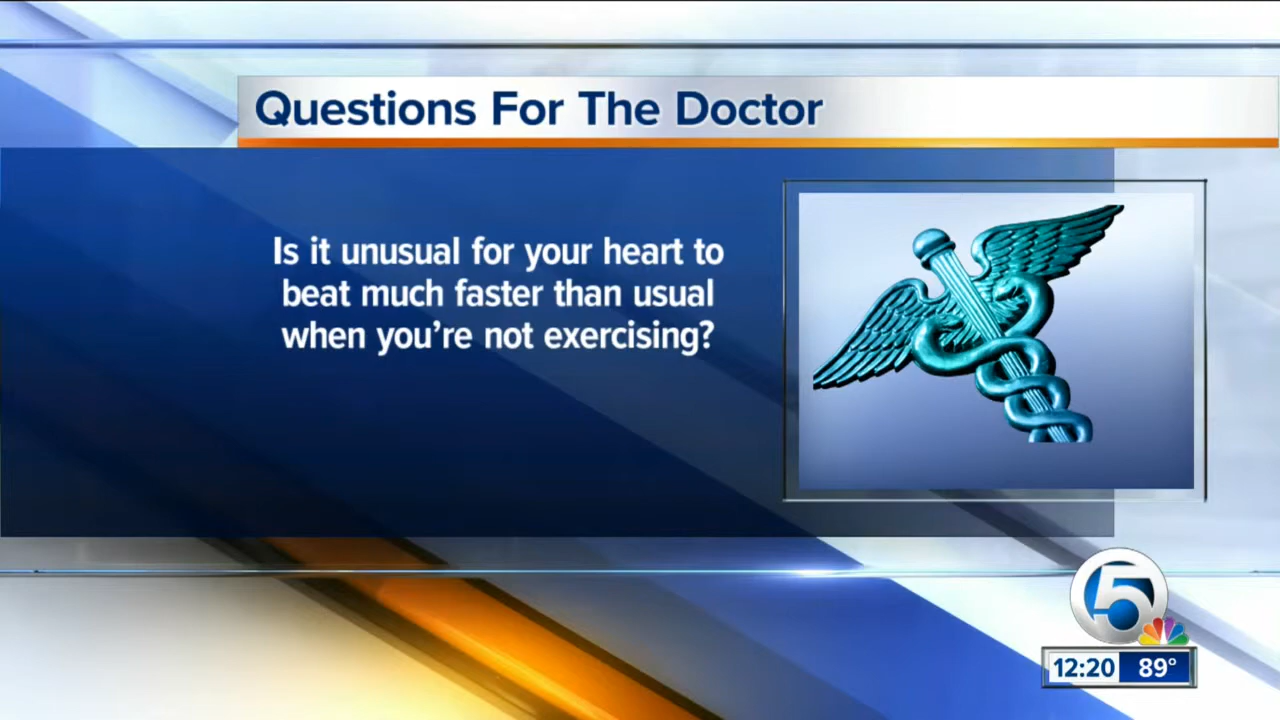 Questions For The Doctor
Is it unusual for your heart to
beat much faster than usual
when you're not exercising?
5
12:20 89°